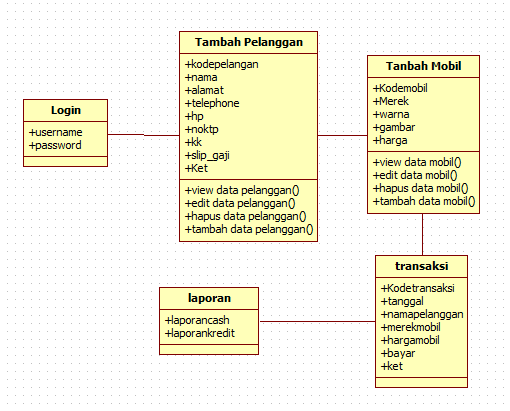 Login
+username
+password
Tambah Pelanggan
+kodepelangan
+nama
+alamat
+telephone
+hp
+noktp
+kk
+slip_gaji
+Ket
+view data pelanggan()
+edit data pelanggan()
+hapus data pelanggan()
+tambah data pelanggan()
Tanbah Mobil
+Kodemobil
+Merek
+warna
+gambar
+harga
+view data mobil()
+edit data mobil()
+hapus data mobil()
+tambah data mobil()
transaksi
+Kodetransaksi
+tanggal
+namapelanggan
+merekmobil
+hargamobil
+bayar
+ket
laporan
+laporancash
+laporankredit